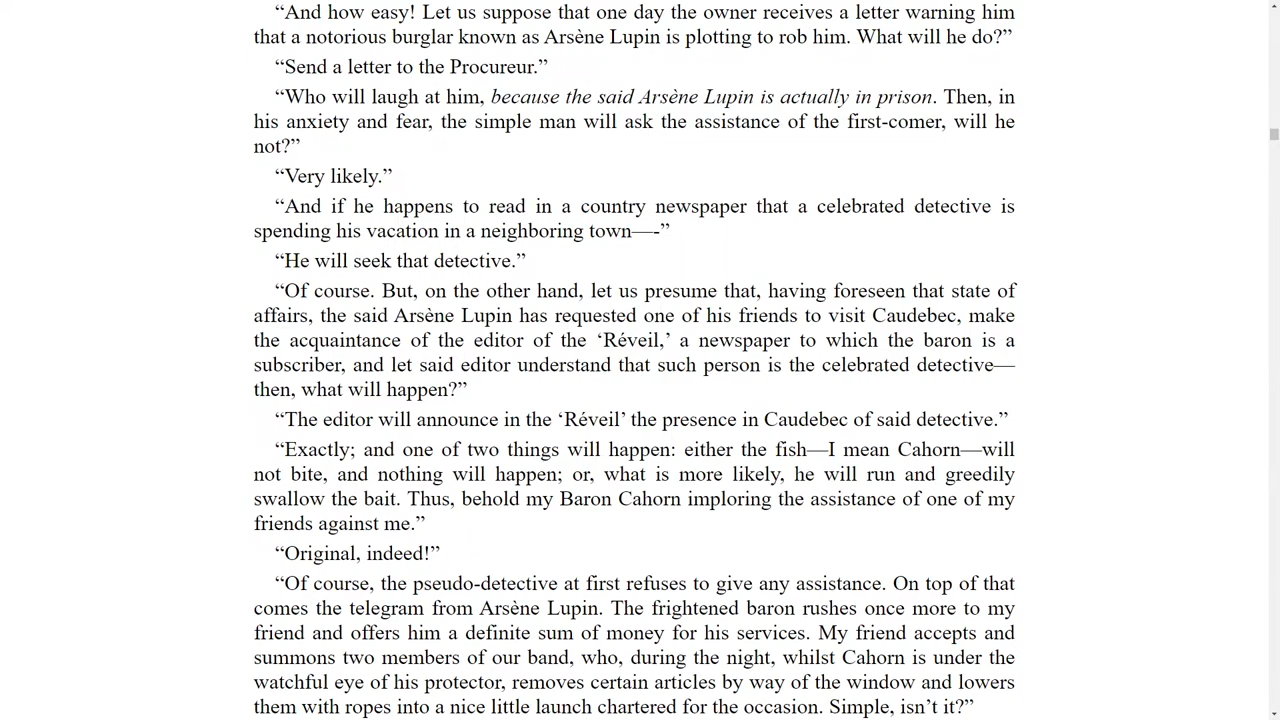 “And how easy! Let us suppose that one day the owner receives a letter warning him
that a notorious burglar known as Arsène Lupin is plotting to rob him. What will he do?”
“Send a letter to the Procureur.”
“Who will laugh at him, because the said Arsène Lupin is actually in prison. Then, in
his anxiety and fear, the simple man will ask the assistance of the first-comer, will he
not?”
“Very likely.”
“And if he happens to read in a country newspaper that a celebrated detective is
spending his vacation in a neighboring town—-”
“He will seek that detective.”
“Of course. But, on the other hand, let us presume that, having foreseen that state of
affairs, the said Arsène Lupin has requested one of his friends to visit Caudebec, make
the acquaintance of the editor of the ‘Réveil,’ a newspaper to which the baron is a
subscriber, and let said editor understand that such person is the celebrated detective—
then, what will happen?”
“The editor will announce in the ‘Réveil’ the presence in Caudebec of said detective.”
“Exactly; and one of two things will happen: either the fish—I mean Cahorn—will
not bite, and nothing will happen; or, what is more likely, he will run and greedily
swallow the bait. Thus, behold my Baron Cahorn imploring the assistance of one of my
friends against me.”
“Original, indeed!”
“Of course, the pseudo-detective at first refuses to give any assistance. On top of that
comes the telegram from Arsène Lupin. The frightened baron rushes once more to my
friend and offers him a definite sum of money for his services. My friend accepts and
summons two members of our band, who, during the night, whilst Cahorn is under the
watchful eye of his protector, removes certain articles by way of the window and lowers
them with ropes into a nice little launch chartered for the occasion. Simple, isn’t it?”